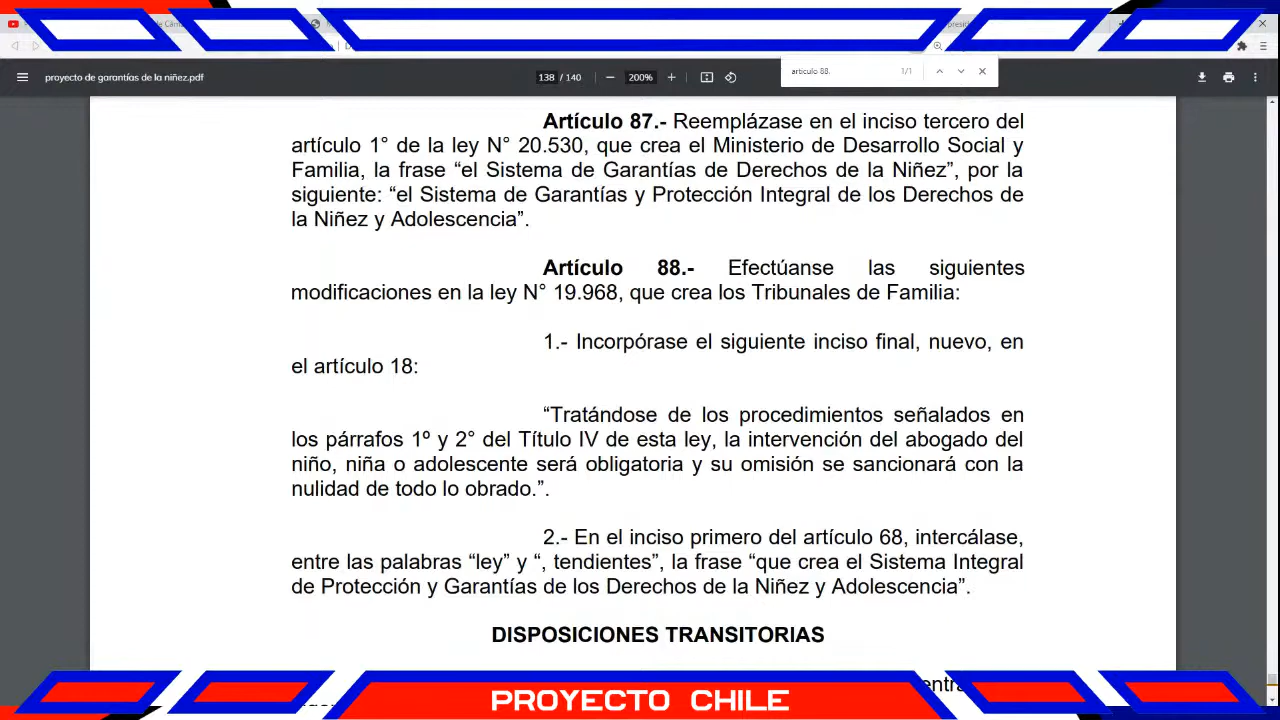 proyecto de garantías de la niñez.pdf
138 / 140
200%
articulo 88.
1/1
Artículo 87.- Reemplázase en el inciso tercero del
artículo 1° de la ley N° 20.530, que crea el Ministerio de Desarrollo Social y
Familia, la frase “el Sistema de Garantías de Derechos de la Niñez”, por la
siguiente: “el Sistema de Garantías y Protección Integral de los Derechos de
la Niñez y Adolescencia”.
Artículo 88.- Efectúanse las siguientes
modificaciones en la ley N° 19.968, que crea los Tribunales de Familia:
1.- Incorpórase el siguiente inciso final, nuevo, en
el artículo 18:
“Tratándose de los procedimientos señalados en
los párrafos 1º y 2° del Título IV de esta ley, la intervención del abogado del
niño, niña o adolescente será obligatoria y su omisión se sancionará con la
nulidad de todo lo obrado.”.
2.- En el inciso primero del artículo 68, intercálase,
entre las palabras “ley” y “, tendientes”, la frase “que crea el Sistema Integral
de Protección y Garantías de los Derechos de la Niñez y Adolescencia”.
DISPOSICIONES TRANSITORIAS
PROYECTO CHILE